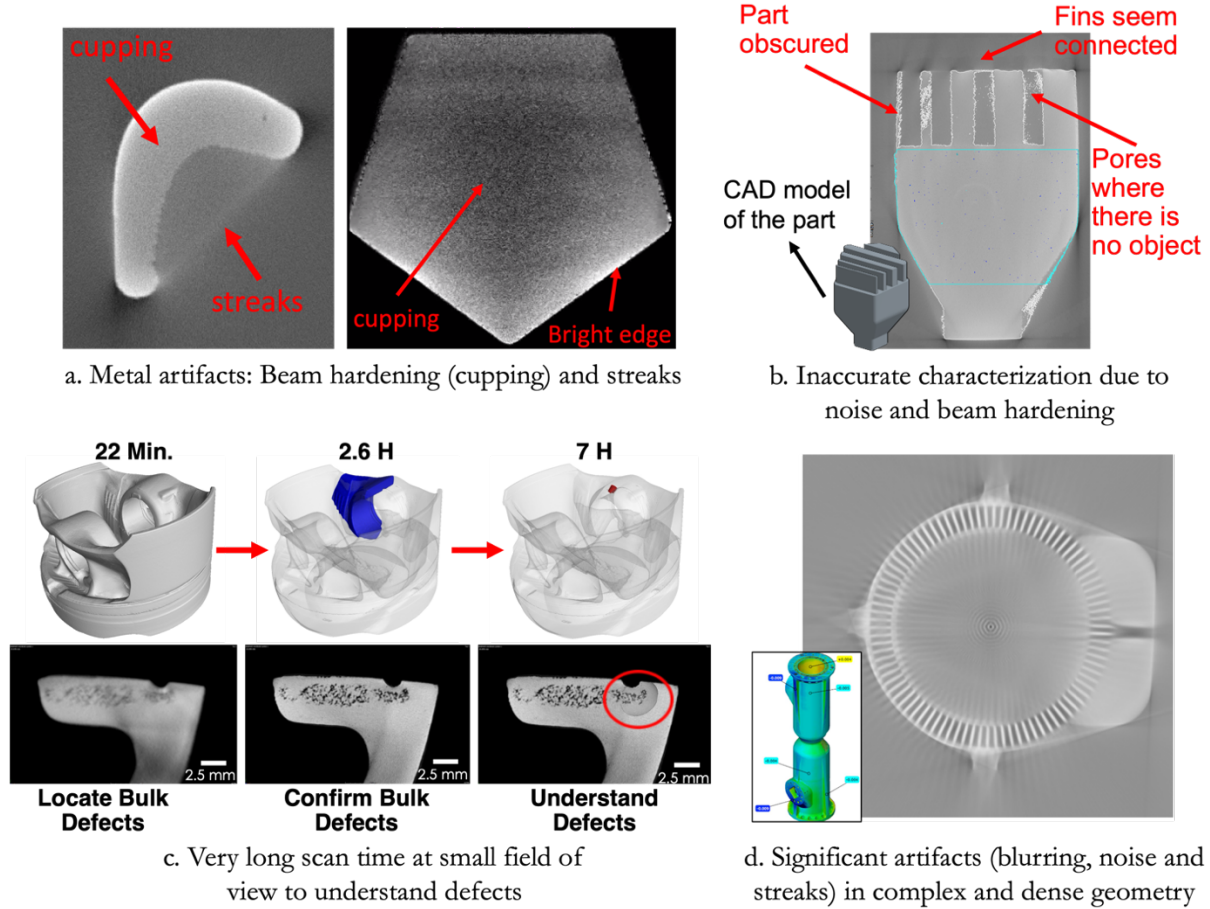 cupping
streaks
cupping
Bright edge
a. Metal artifacts: Beam hardening (cupping) and streaks
Part
obscured
Fins seem
connected
CAD model
of the part
Pores
where
there is
no object
b. Inaccurate characterization due to
noise and beam hardening
22 Min.
2.6 H
7 H
2.5 mm
2.5 mm
2.5 mm
Locate Bulk
Defects
Confirm Bulk
Defects
Understand
Defects
c. Very long scan time at small field of
view to understand defects
d. Significant artifacts (blurring, noise and
streaks) in complex and dense geometry